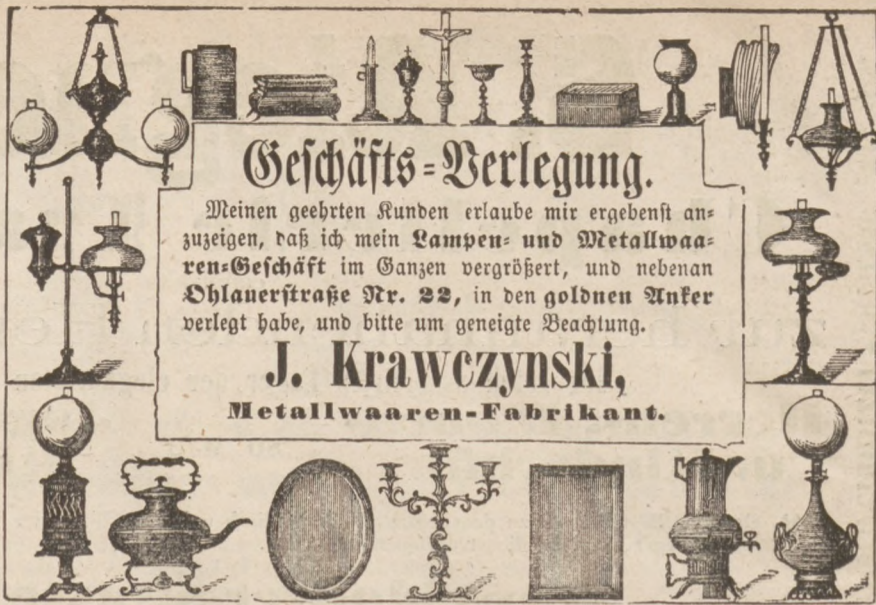 Geschäfts-Verlegung.
Meinen geehrten Kunden erlaube mir ergebenst an-
zuzeigen, daß ich mein Lampen- und Metallwaa-
ren-Geschäft im Ganzen vergrößert, und nebenan
Ohlauerstraße Nr. 22, in den goldnen Anker
verlegt habe, und bitte um geneigte Beachtung.
J. Krawczynski,
Metallwaaren-Fabrikant.